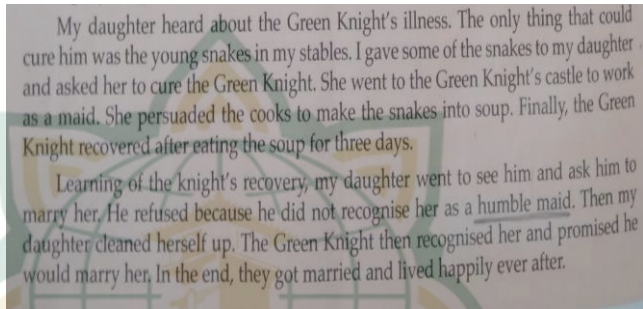 My daughter heard about the Green Knight's illness. The only thing that could
cure him was the young snakes in my stables. I gave some of the snakes to my daughter
and asked her to cure the Green Knight. She went to the Green Knight's castle to work
as a maid. She persuaded the cooks to make the snakes into soup. Finally, the Green
Knight recovered after eating the soup for three days.
Learning of the knight's recovery, my daughter went to see him and ask him to
marry her. He refused because he did not recognise her as a humble maid. Then my
daughter cleaned herself up. The Green Knight then recognised her and promised he
would marry her. In the end, they got married and lived happily ever after.